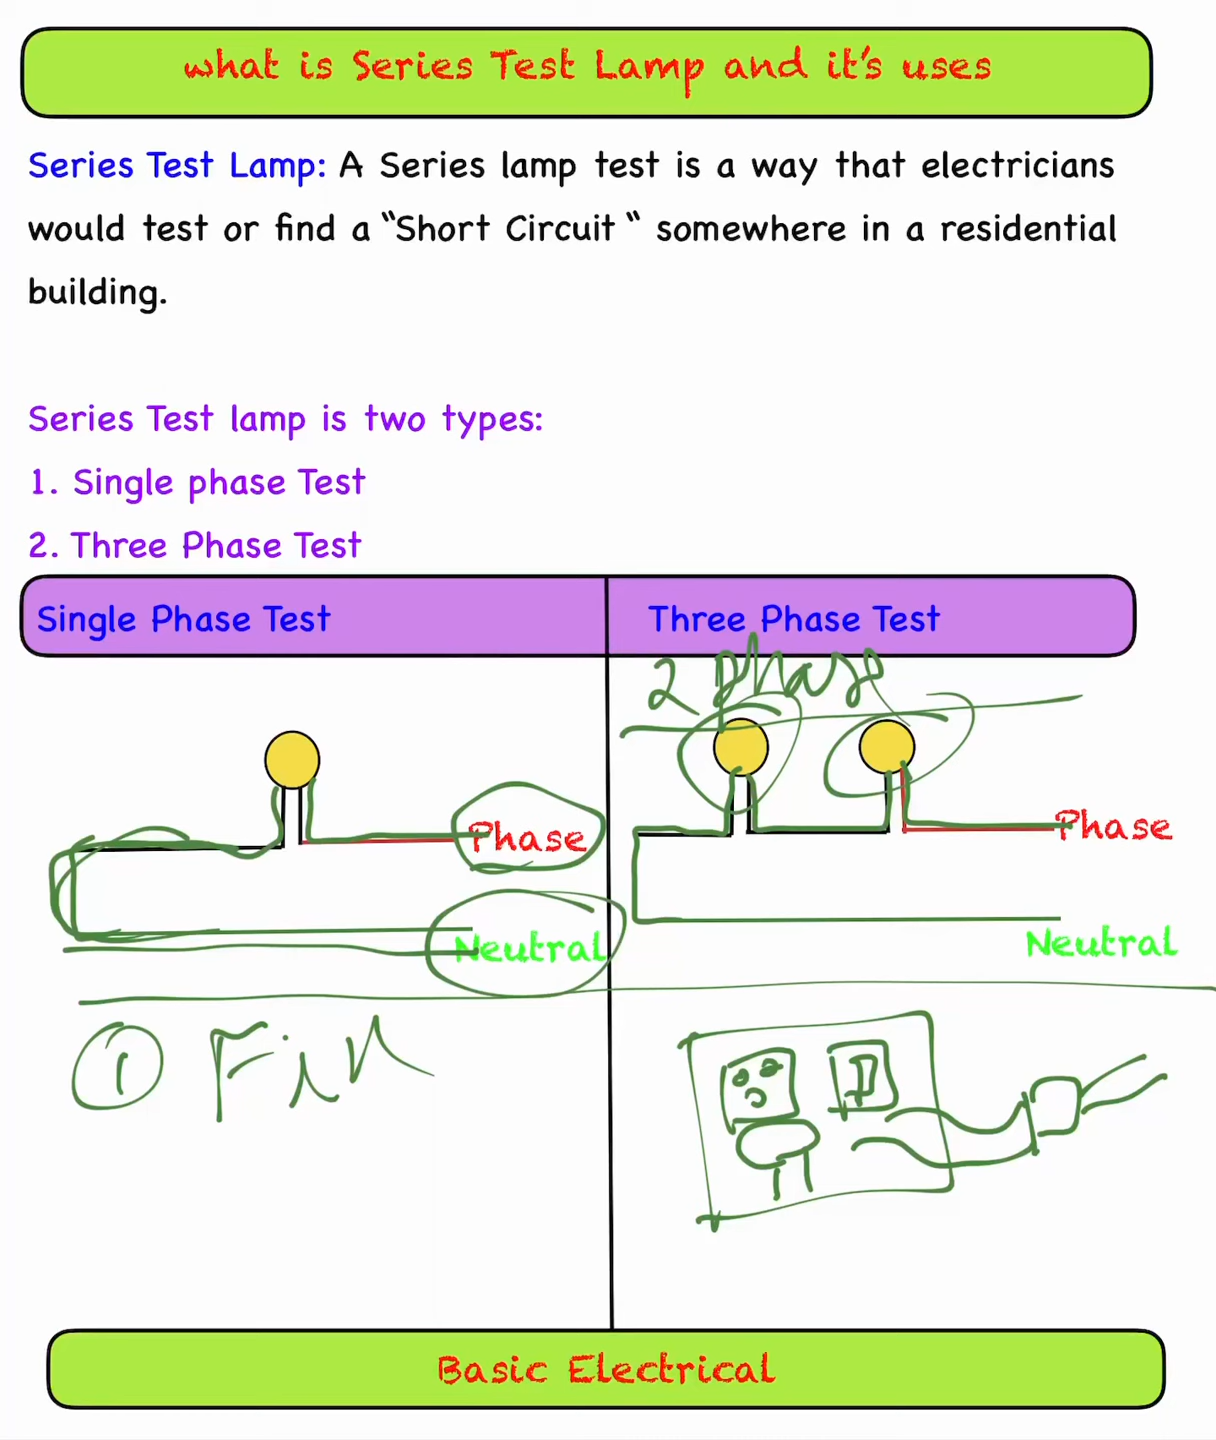 what is Series Test Lamp and it's uses
Series Test Lamp: A Series lamp test is a way that electricians
would test or find a “Short Circuit “ somewhere in a residential
building.
Series Test lamp is two types:
1. Single phase Test
2. Three Phase Test
Single Phase Test
Three Phase Test
2 Phase
Phase
Neutral
Phase
Neutral
1 Fin
Basic Electrical